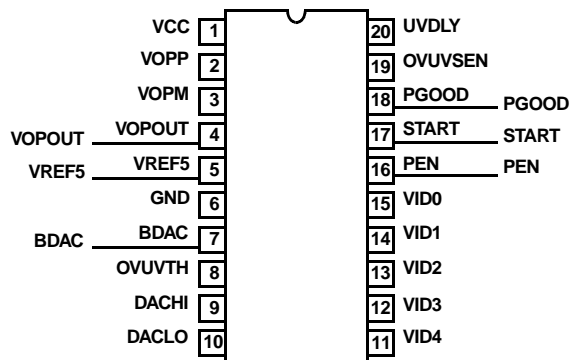 VCC 1 20 UVDLY
VOPP 2 19 OVUVSEN
VOPM 3 18 PGOOD PGOOD
VOPOUT VOPOUT 4 17 START START
VREF5 VREF5 5 16 PEN PEN
GND 6 15 VID0
BDAC BDAC 7 14 VID1
OVUVTH 8 13 VID2
DACHI 9 12 VID3
DACLO 10 11 VID4